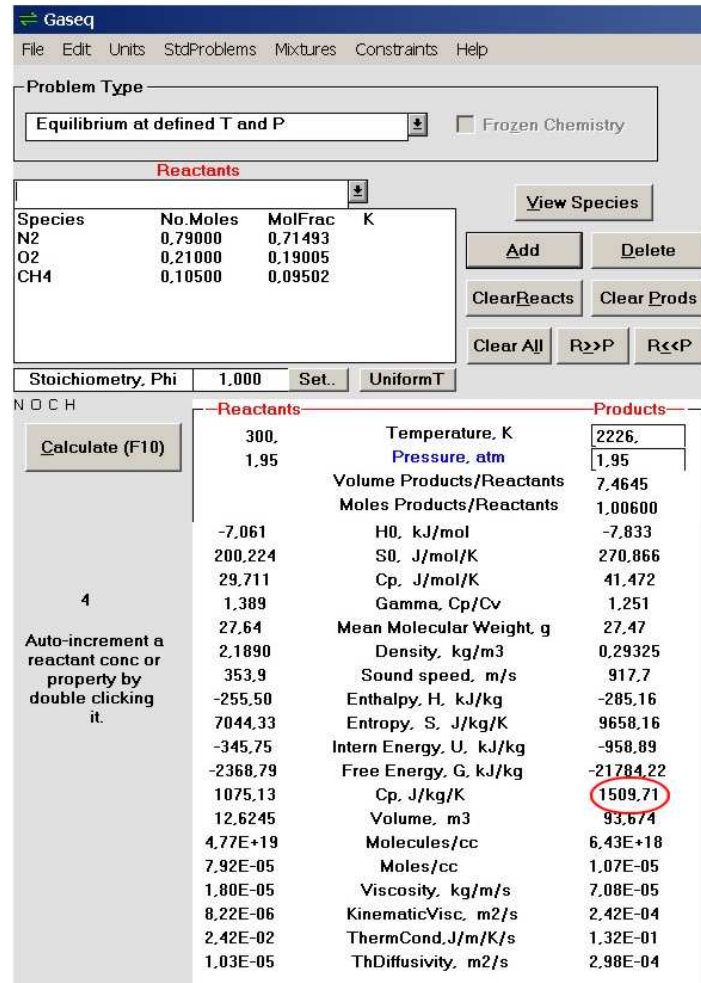 Gaseq
File Edit Units StdProblems Mixtures Constraints Help
Problem Type
Equilibrium at defined T and P
Frozen Chemistry
Reactants
View Species
Species No.Moles MolFrac K
N2 0,79000 0,71493
O2 0,21000 0,19005
CH4 0,10500 0,09502
Add Delete
ClearReacts Clear Prods
Clear All R>>P R<<P
Stoichiometry, Phi 1,000 Set.. UniformT
N O C H
Calculate (F10)
Reactants Products
300, Temperature, K 2226,
1,95 Pressure, atm 1,95
Volume Products/Reactants 7,4645
Moles Products/Reactants 1,00600
-7,061 H0, kJ/mol -7,833
200,224 S0, J/mol/K 270,866
29,711 Cp, J/mol/K 41,472
1,389 Gamma, Cp/Cv 1,251
27,64 Mean Molecular Weight, g 27,47
2,1890 Density, kg/m3 0,29325
353,9 Sound speed, m/s 917,7
-255,50 Enthalpy, H, kJ/kg -285,16
7044,33 Entropy, S, J/kg/K 9658,16
-345,75 Intern Energy, U, kJ/kg -958,89
-2368,79 Free Energy, G, kJ/kg -21784,22
1075,13 Cp, J/kg/K 1509,71
12,6245 Volume, m3 93,674
4,77E+19 Molecules/cc 6,43E+18
7,92E-05 Moles/cc 1,07E-05
1,80E-05 Viscosity, kg/m/s 7,08E-05
8,22E-06 KinematicVisc, m2/s 2,42E-04
2,42E-02 ThermCond,J/m/K/s 1,32E-01
1,03E-05 ThDiffusivity, m2/s 2,98E-04
4
Auto-increment a
reactant conc or
property by
double clicking
it.